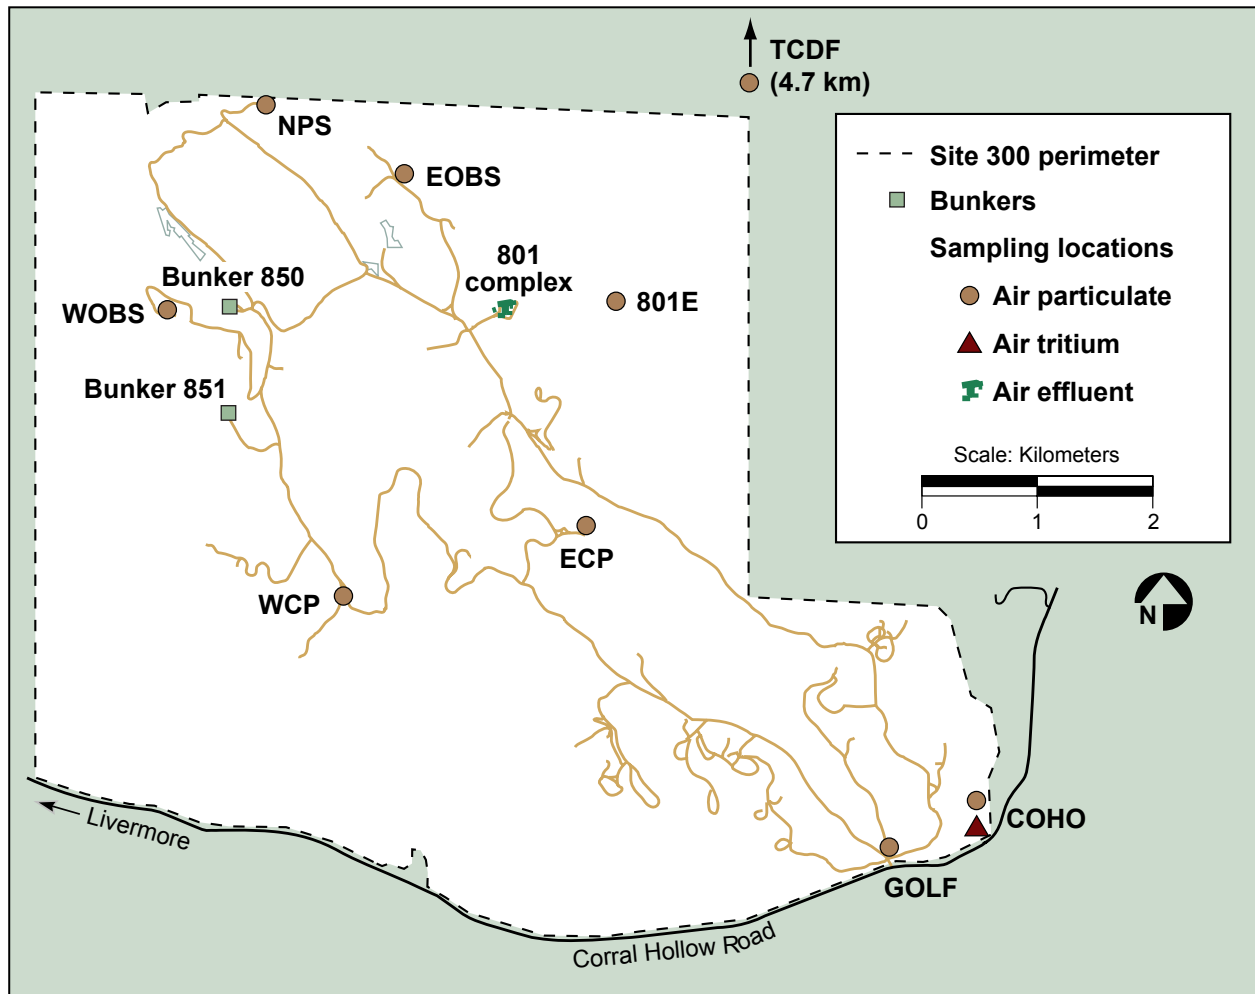 TCDF
(4.7 km)
NPS
EOBS
801
complex
801E
Bunker 850
WOBS
Bunker 851
ECP
WCP
COHO
GOLF
Livermore
Corral Hollow Road
Site 300 perimeter
Bunkers
Sampling locations
Air particulate
Air tritium
Air effluent
Scale: Kilometers
0 1 2
N